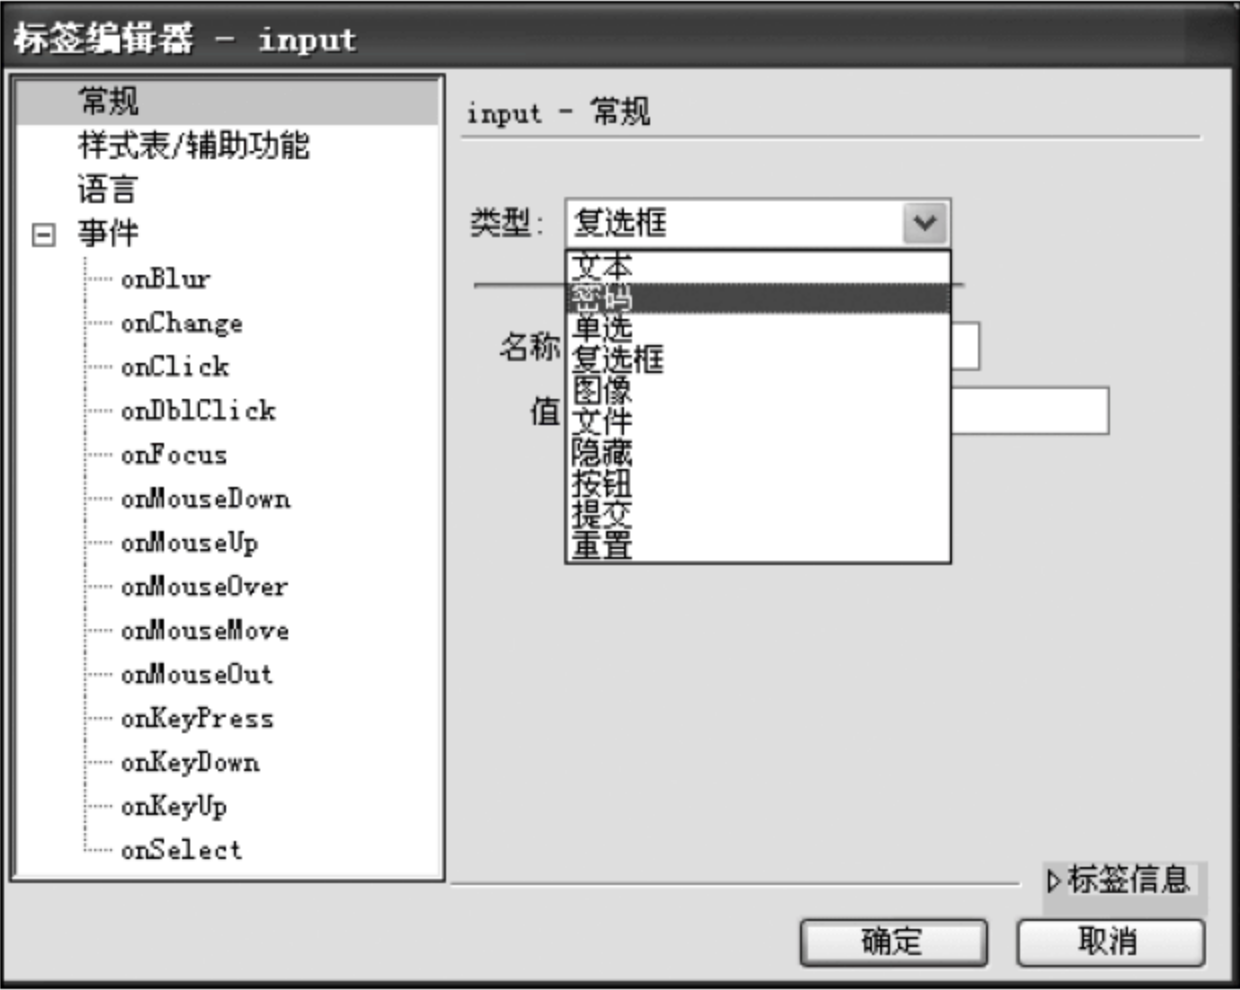 标签编辑器 - input
常规
样式表/辅助功能
语言
事件
onBlur
onChange
onClick
onDblClick
onFocus
onMouseDown
onMouseUp
onMouseOver
onMouseMove
onMouseOut
onKeyPress
onKeyDown
onKeyUp
onSelect
input - 常规
类型: 复选框
文本
密码
单选
复选框
图像
文件
隐藏
按钮
提交
重置
名称
值
标签信息
确定
取消